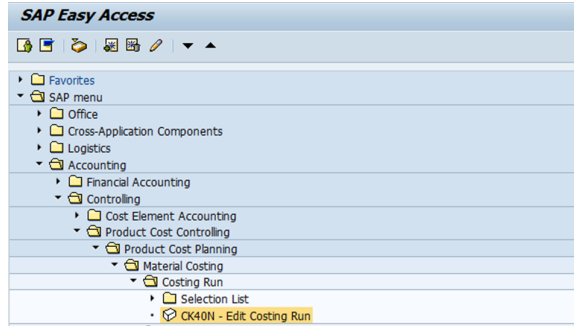 SAP Easy Access
Favorites
SAP menu
Office
Cross-Application Components
Logistics
Accounting
Financial Accounting
Controlling
Cost Element Accounting
Product Cost Controlling
Product Cost Planning
Material Costing
Costing Run
Selection List
CK40N - Edit Costing Run